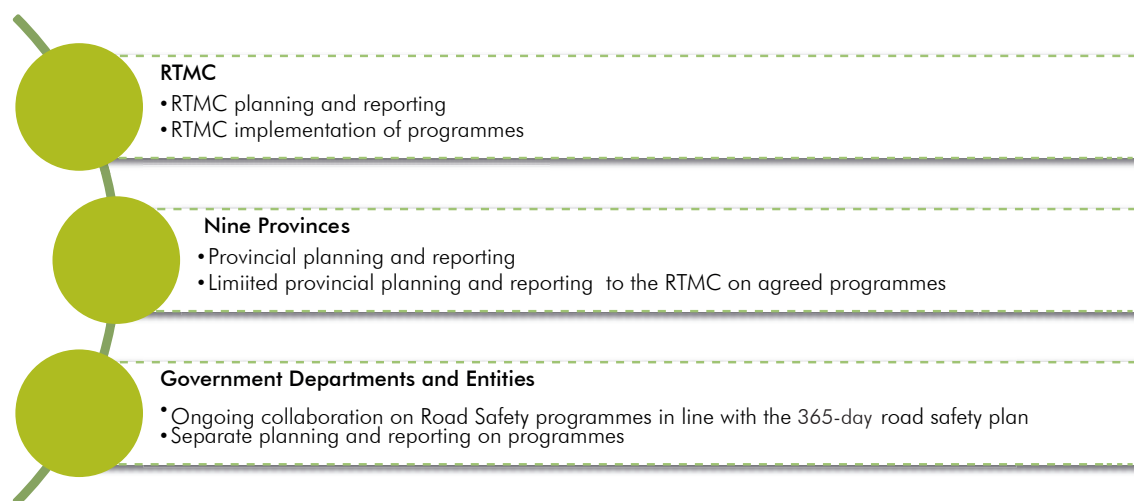 RTMC
•RTMC planning and reporting
•RTMC implementation of programmes
Nine Provinces
•Provincial planning and reporting
•Limiited provincial planning and reporting to the RTMC on agreed programmes
Government Departments and Entities
•Ongoing collaboration on Road Safety programmes in line with the 365-day road safety plan
•Separate planning and reporting on programmes